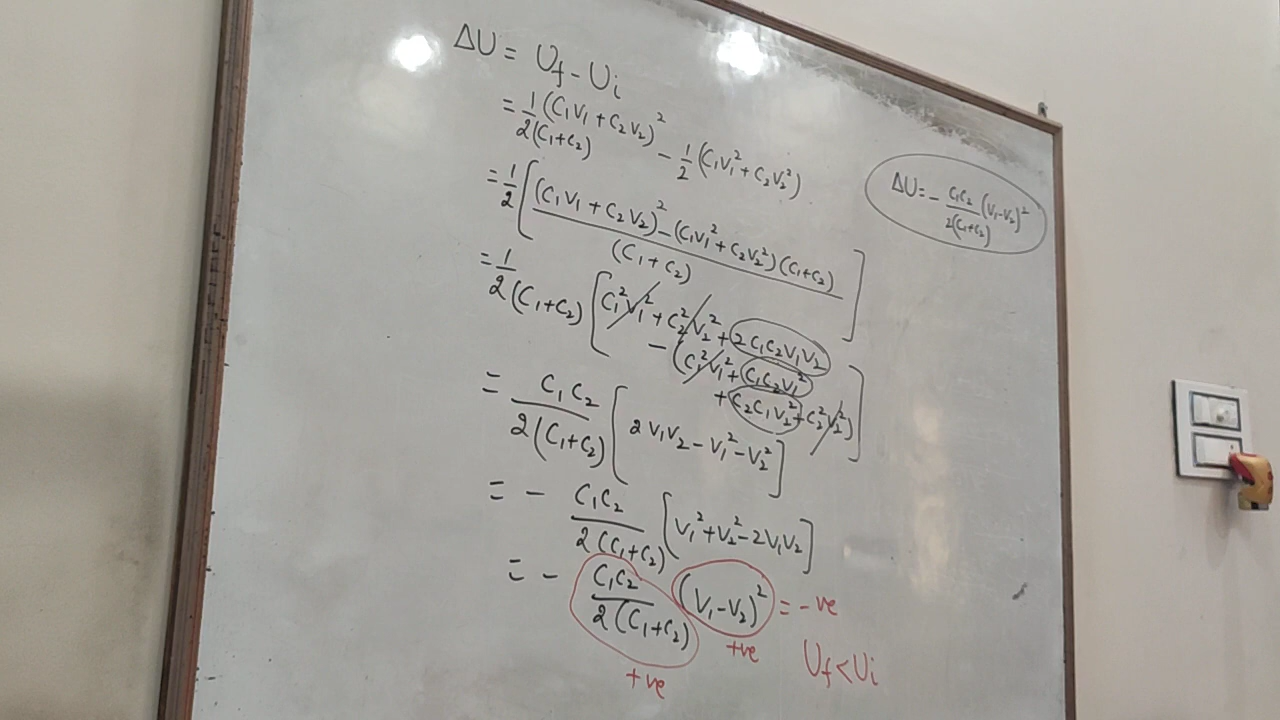 ΔU = U_f - U_i
= 1/2 (C₁V₁ + C₂V₂)² / (C₁+C₂) - 1/2 (C₁V₁² + C₂V₂²)
= 1/2 [ ((C₁V₁ + C₂V₂)² - (C₁V₁² + C₂V₂²)(C₁+C₂)) / (C₁+C₂) ]
= 1 / 2(C₁+C₂) [ C₁²V₁² + C₂²V₂² + 2C₁C₂V₁V₂
- (C₁²V₁² + C₁C₂V₁²
+ C₂C₁V₂² + C₂²V₂²) ]
= C₁C₂ / 2(C₁+C₂) [ 2V₁V₂ - V₁² - V₂² ]
= - C₁C₂ / 2(C₁+C₂) [ V₁² + V₂² - 2V₁V₂ ]
= - C₁C₂ / 2(C₁+C₂) (V₁-V₂)² = -ve
+ve +ve U_f < U_i
ΔU = - C₁C₂ / 2(C₁+C₂) (V₁-V₂)²